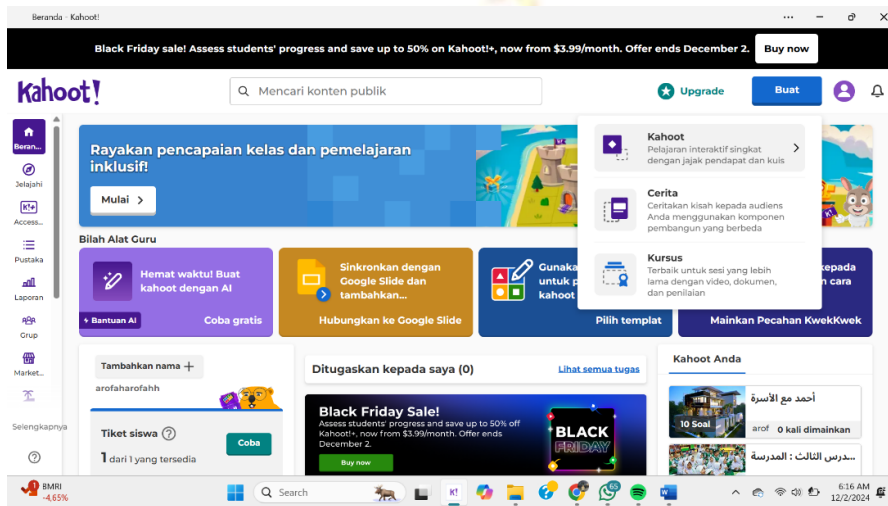 Beranda - Kahoot!
Black Friday sale! Assess students' progress and save up to 50% on Kahoot!+, now from $3.99/month. Offer ends December 2.
Buy now
Kahoot!
Mencari konten publik
Upgrade
Buat
Beran...
Jelajahi
K!+
Access...
Pustaka
Laporan
Grup
Market...
Selengkapnya
Rayakan pencapaian kelas dan pemelajaran
inklusif!
Mulai
Kahoot
Pelajaran interaktif singkat
dengan jajak pendapat dan kuis
Cerita
Ceritakan kisah kepada audiens
Anda menggunakan komponen
pembangun yang berbeda
Kursus
Terbaik untuk sesi yang lebih
lama dengan video, dokumen,
dan penilaian
Bilah Alat Guru
Hemat waktu! Buat
kahoot dengan AI
Bantuan AI
Coba gratis
Sinkronkan dengan
Google Slide dan
tambahkan...
Hubungkan ke Google Slide
Gunaka
untuk p
kahoot
Pilih templat
kepada
n cara
Mainkan Pecahan KwekKwek
Tambahkan nama
arofaharofahh
Tiket siswa
1 dari 1 yang tersedia
Coba
Ditugaskan kepada saya (0)
Lihat semua tugas
Black Friday Sale!
Assess students' progress and save up to 50% off
Kahoot!+, now from $3.99/month. Offer ends
December 2.
Buy now
BLACK
FRIDAY
Kahoot Anda
10 Soal
أحمد مع الأسرة
arof 0 kali dimainkan
...درس الثالث : المدرسة
BMRI
-4,65%
Search
K!
65
6:16 AM
12/2/2024